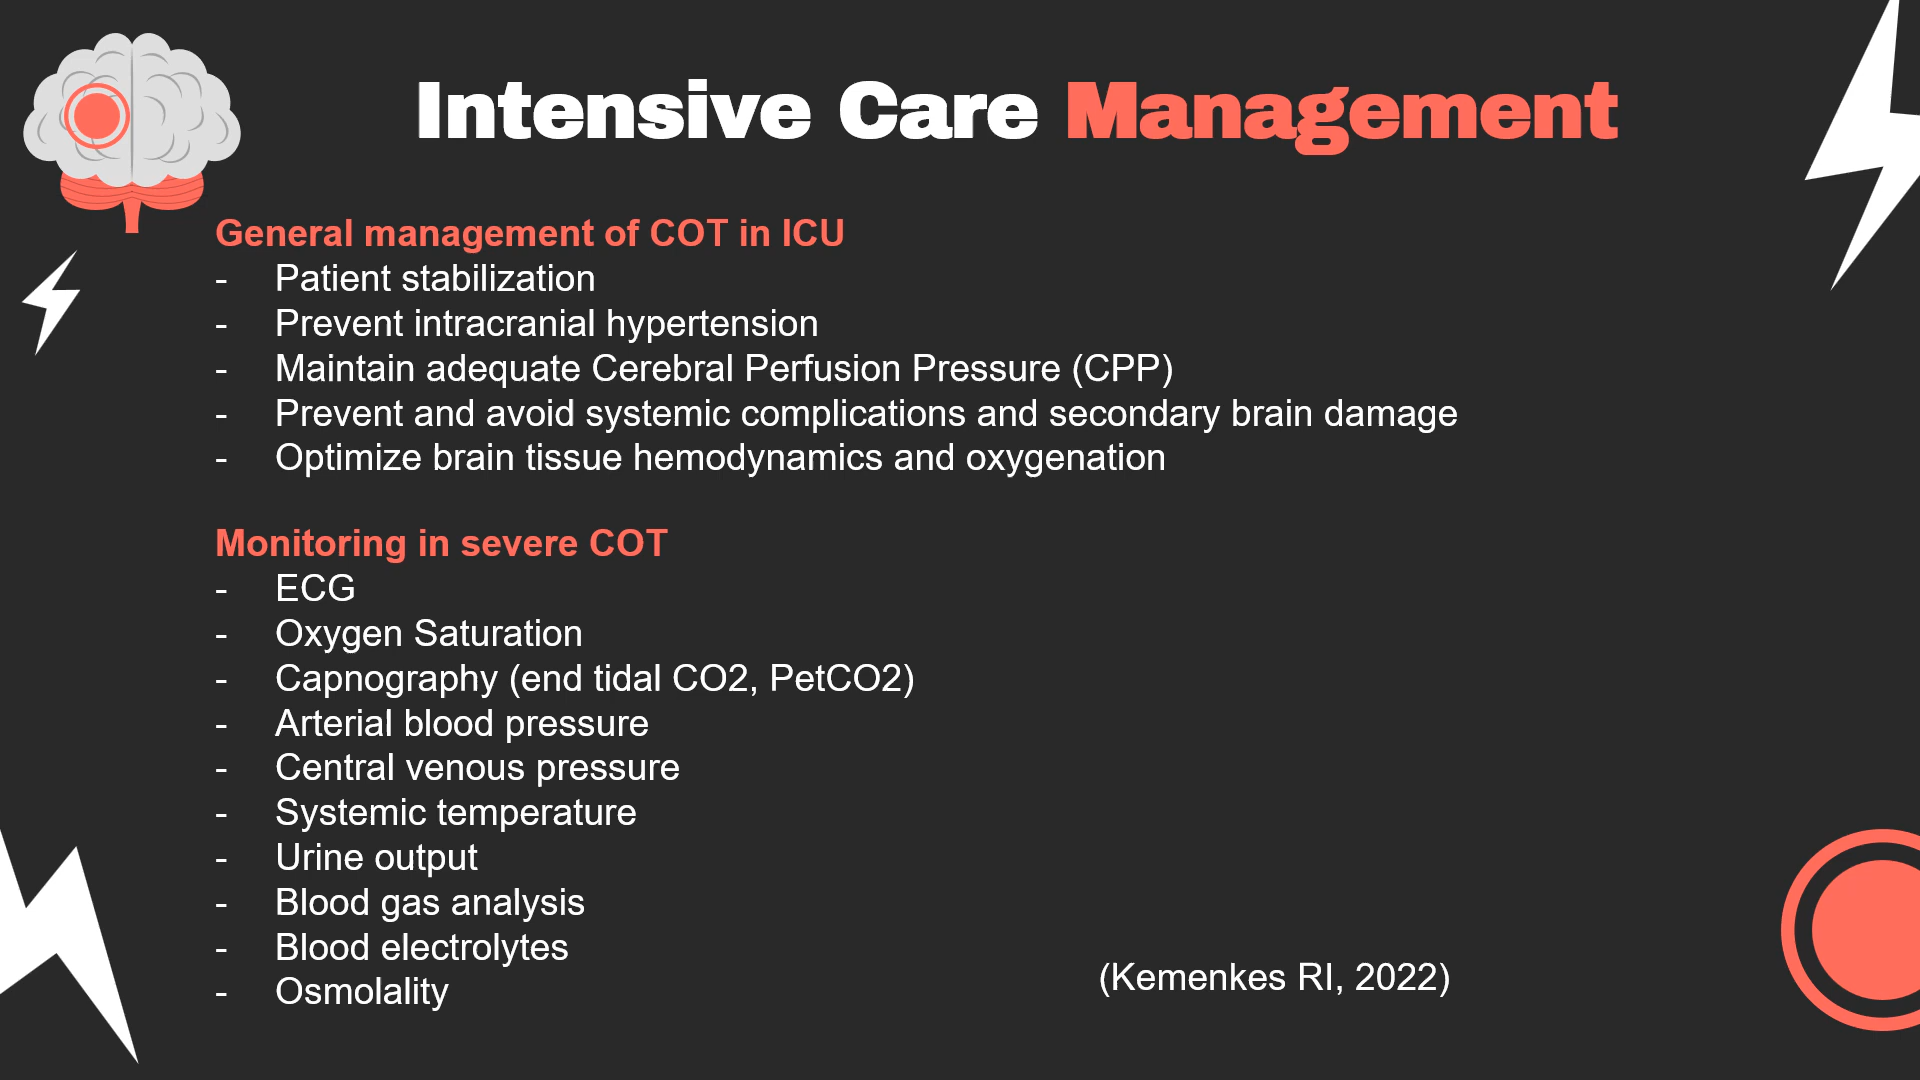 Intensive Care Management
General management of COT in ICU
- Patient stabilization
- Prevent intracranial hypertension
- Maintain adequate Cerebral Perfusion Pressure (CPP)
- Prevent and avoid systemic complications and secondary brain damage
- Optimize brain tissue hemodynamics and oxygenation
Monitoring in severe COT
- ECG
- Oxygen Saturation
- Capnography (end tidal CO2, PetCO2)
- Arterial blood pressure
- Central venous pressure
- Systemic temperature
- Urine output
- Blood gas analysis
- Blood electrolytes
- Osmolality
(Kemenkes RI, 2022)